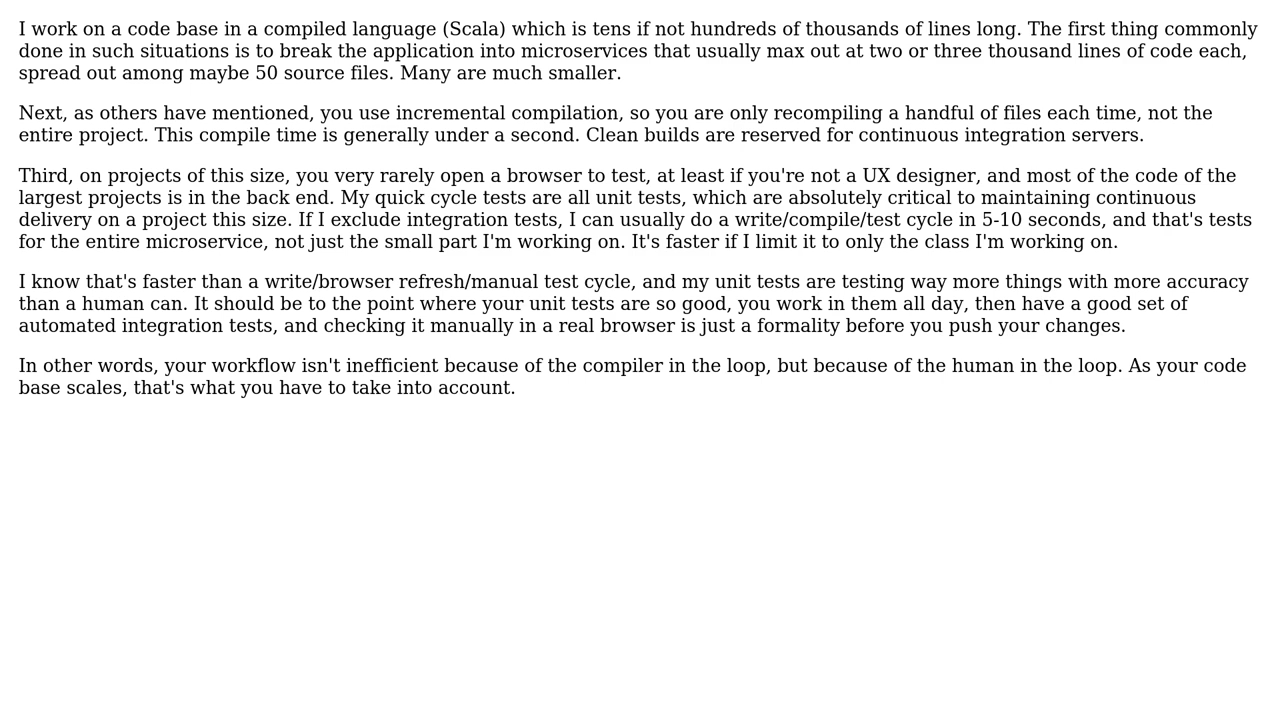 I work on a code base in a compiled language (Scala) which is tens if not hundreds of thousands of lines long. The first thing commonly
done in such situations is to break the application into microservices that usually max out at two or three thousand lines of code each,
spread out among maybe 50 source files. Many are much smaller.
Next, as others have mentioned, you use incremental compilation, so you are only recompiling a handful of files each time, not the
entire project. This compile time is generally under a second. Clean builds are reserved for continuous integration servers.
Third, on projects of this size, you very rarely open a browser to test, at least if you're not a UX designer, and most of the code of the
largest projects is in the back end. My quick cycle tests are all unit tests, which are absolutely critical to maintaining continuous
delivery on a project this size. If I exclude integration tests, I can usually do a write/compile/test cycle in 5-10 seconds, and that's tests
for the entire microservice, not just the small part I'm working on. It's faster if I limit it to only the class I'm working on.
I know that's faster than a write/browser refresh/manual test cycle, and my unit tests are testing way more things with more accuracy
than a human can. It should be to the point where your unit tests are so good, you work in them all day, then have a good set of
automated integration tests, and checking it manually in a real browser is just a formality before you push your changes.
In other words, your workflow isn't inefficient because of the compiler in the loop, but because of the human in the loop. As your code
base scales, that's what you have to take into account.